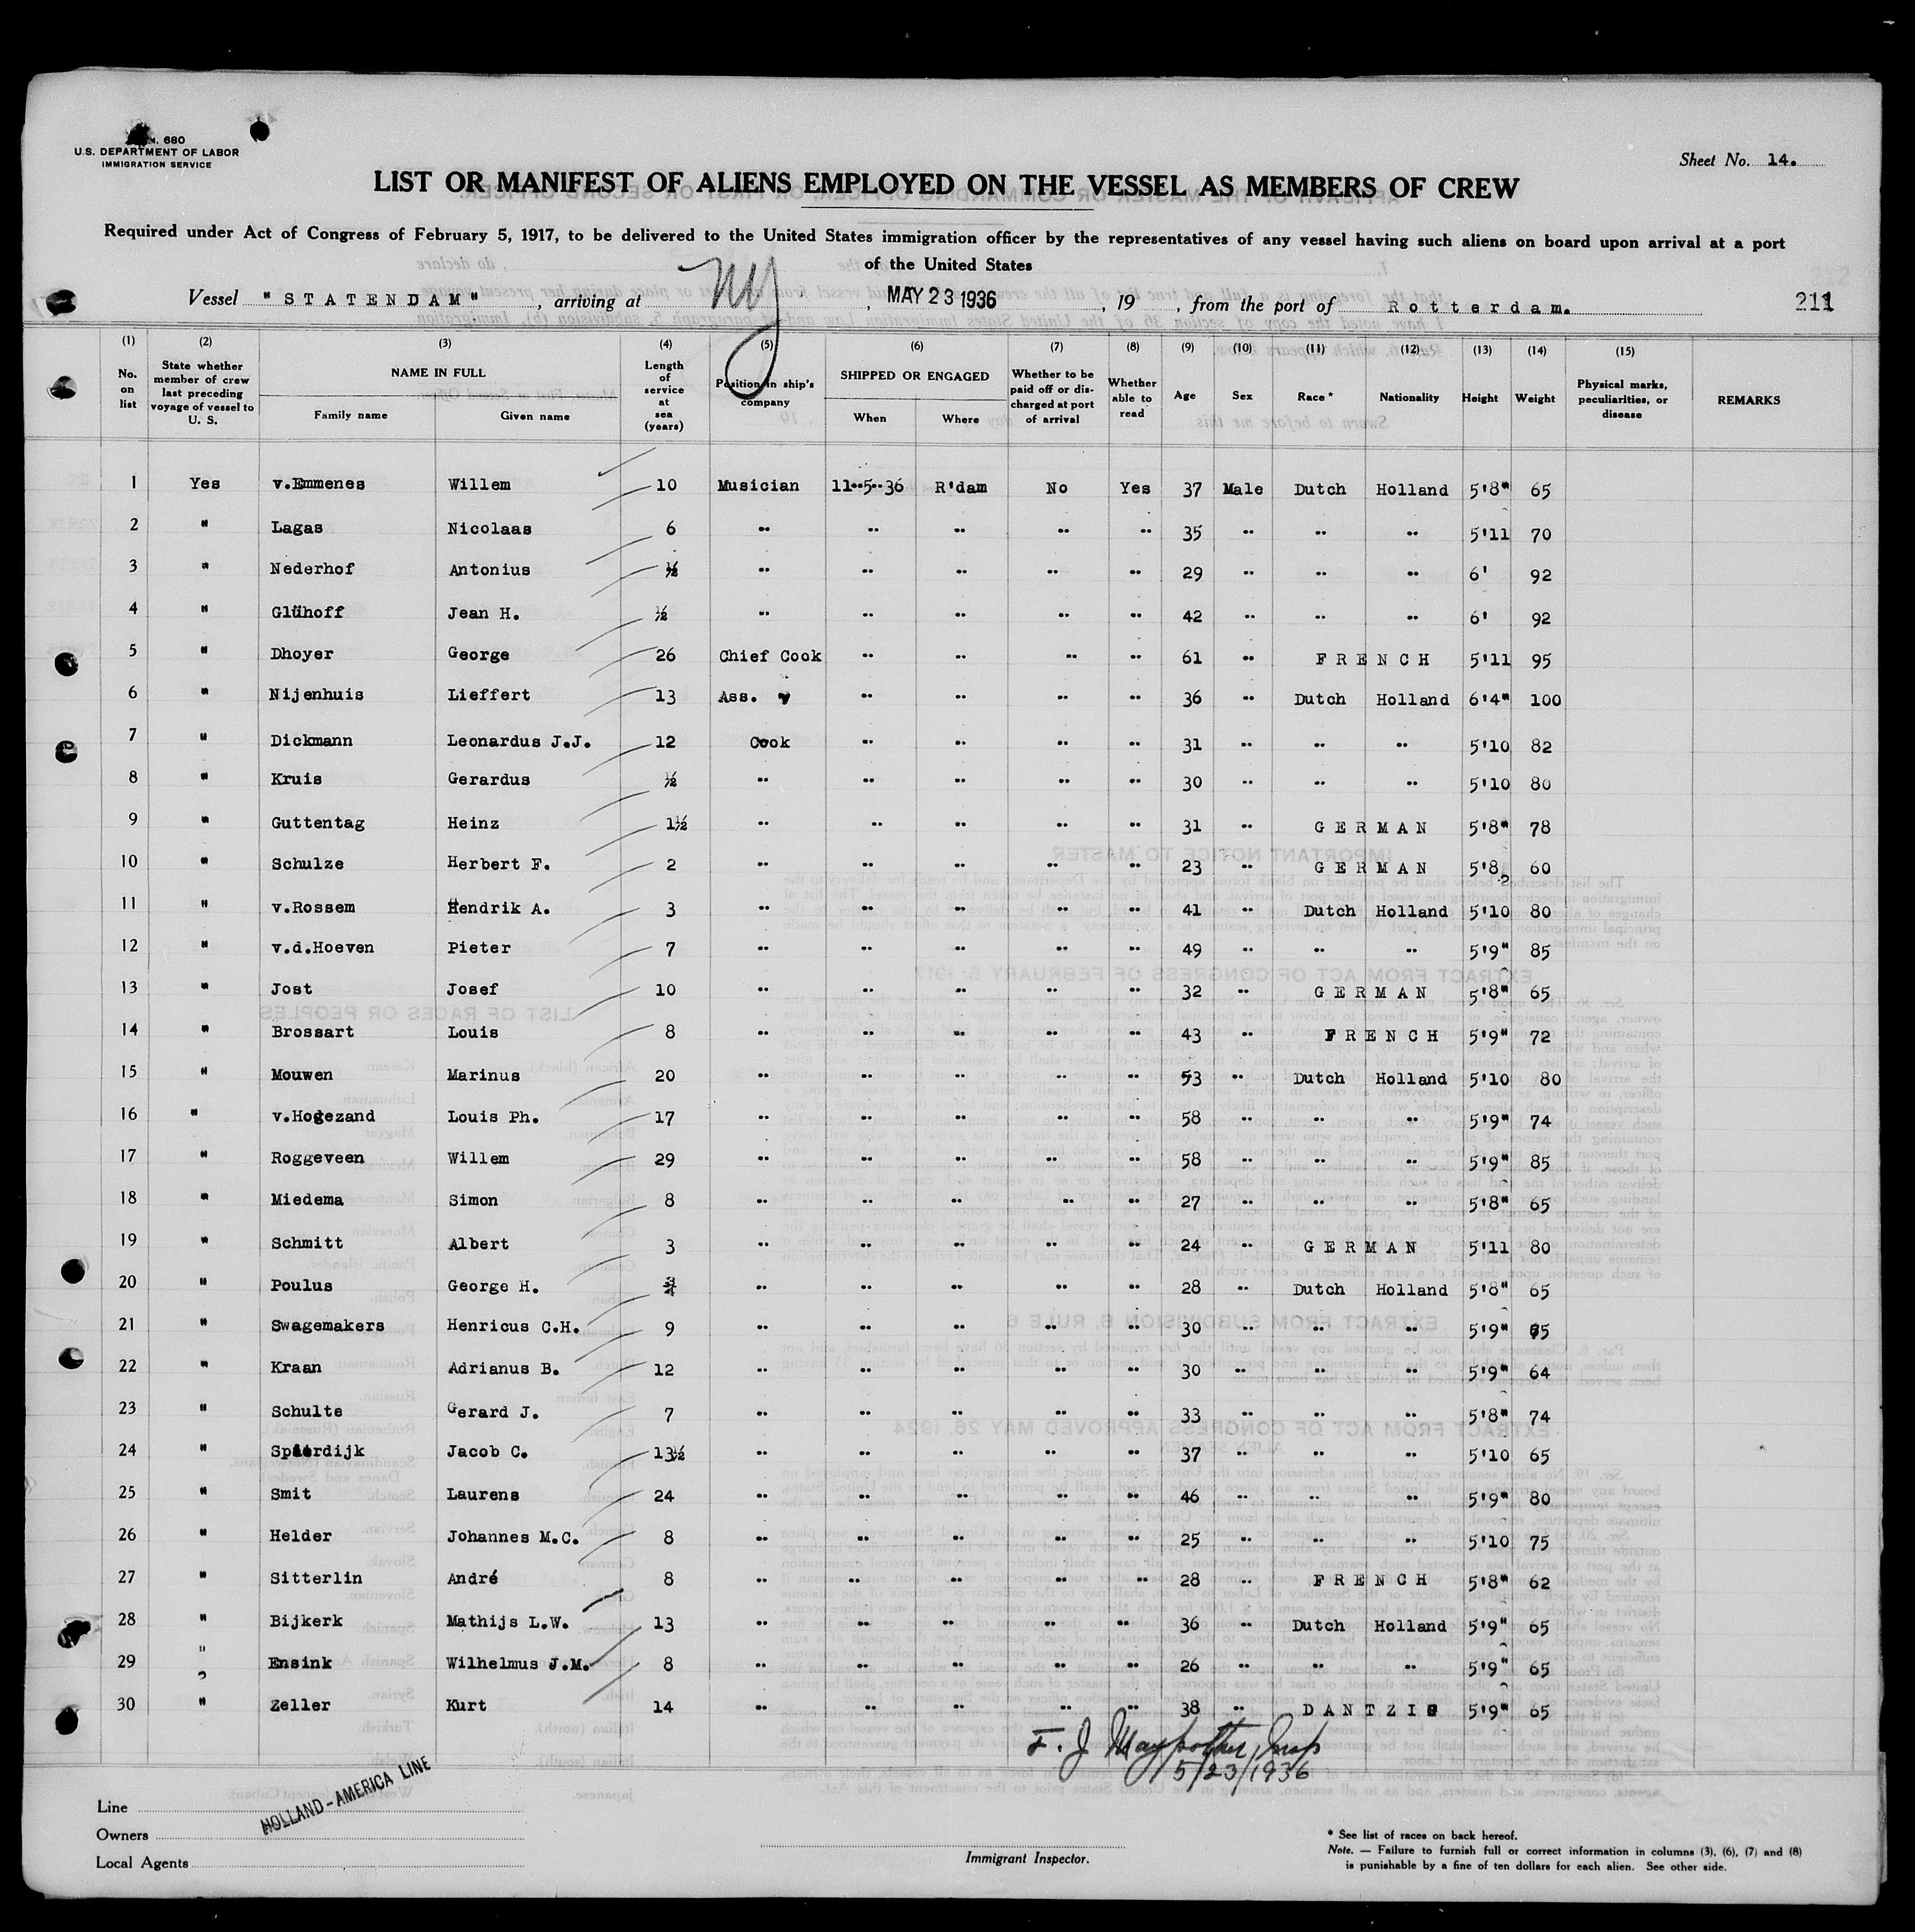 M. 680
U.S. DEPARTMENT OF LABOR
IMMIGRATION SERVICE
Sheet No. 14.
LIST OR MANIFEST OF ALIENS EMPLOYED ON THE VESSEL AS MEMBERS OF CREW
Required under Act of Congress of February 5, 1917, to be delivered to the United States immigration officer by the representatives of any vessel having such aliens on board upon arrival at a port
of the United States
Vessel "STATENDAM", arriving at NY, MAY 23 1936, 19 , from the port of Rotterdam. 211
(1) (2) (3) (4) (5) (6) (7) (8) (9) (10) (11) (12) (13) (14) (15)
No. on list State whether member of crew last preceding voyage of vessel to U. S. NAME IN FULL Family name Given name Length of service at sea (years) Position in ship's company SHIPPED OR ENGAGED When Where Whether to be paid off or discharged at port of arrival Whether able to read Age Sex Race * Nationality Height Weight Physical marks, peculiarities, or disease REMARKS
1 Yes v.Emmenes Willem 10 Musician 11-5-36 R'dam No Yes 37 Male Dutch Holland 5'8" 65
2 " Lagas Nicolaas 6 " " " " " 35 " " " 5'11 70
3 " Nederhof Antonius ½ " " " " " 29 " " " 6' 92
4 " Glühoff Jean H. ½ " " " " " 42 " " " 6' 92
5 " Dhoyer George 26 Chief Cook " " " " 61 " FRENCH 5'11 95
6 " Nijenhuis Lieffert 13 Ass. " " " " " 36 " Dutch Holland 6'4" 100
7 " Dickmann Leonardus J.J. 12 Cook " " " " 31 " " " 5'10 82
8 " Kruis Gerardus ½ " " " " " 30 " " " 5'10 80
9 " Guttentag Heinz 1½ " " " " " 31 " GERMAN 5'8" 78
10 " Schulze Herbert F. 2 " " " " " 23 " GERMAN 5'8 60
11 " v.Rossem Hendrik A. 3 " " " " " 41 " Dutch Holland 5'10 80
12 " v.d.Hoeven Pieter 7 " " " " " 49 " " " 5'9" 85
13 " Jost Josef 10 " " " " " 32 " GERMAN 5'8" 65
14 " Brossart Louis 8 " " " " " 43 " FRENCH 5'9" 72
15 " Mouwen Marinus 20 " " " " " 53 " Dutch Holland 5'10 80
16 " v.Hogezand Louis Ph. 17 " " " " " 58 " " " 5'9" 74
17 " Roggeveen Willem 29 " " " " " 58 " " " 5'9" 85
18 " Miedema Simon 8 " " " " " 27 " " " 5'8" 65
19 " Schmitt Albert 3 " " " " " 24 " GERMAN 5'11 80
20 " Poulus George H. " " " " " 28 " Dutch Holland 5'8" 65
21 " Swagemakers Henricus C.H. 9 " " " " " 30 " " " 5'9"
22 " Kraan Adrianus B. 12 " " " " " 30 " " " 5'9" 64
23 " Schulte Gerard J. 7 " " " " " 33 " " " 5'8" 74
24 " Jacob C. 13½ " " " " " 37 " " " 5'10 65
25 " Smit Laurens 24 " " " " " 46 " " " 5'9" 80
26 " Helder Johannes M.C. 8 " " " " " 25 " " " 5'10 75
27 " Sitterlin André 8 " " " " " 28 " FRENCH 5'8" 62
28 " Bijkerk Mathijs L.W. 13 " " " " " 36 " Dutch Holland 5'9" 65
29 " Ensink Wilhelmus J.M. 8 " " " " " 26 " " " 5'9" 65
30 " Zeller Kurt 14 " " " " " 38 " DANTZIG 5'9" 65
F. J. Insp
5/23/1936
Line HOLLAND-AMERICA LINE
Owners
Local Agents
Immigrant Inspector.
* See list of races on back hereof.
Note. — Failure to furnish full or correct information in columns (3), (6), (7) and (8)
is punishable by a fine of ten dollars for each alien. See other side.